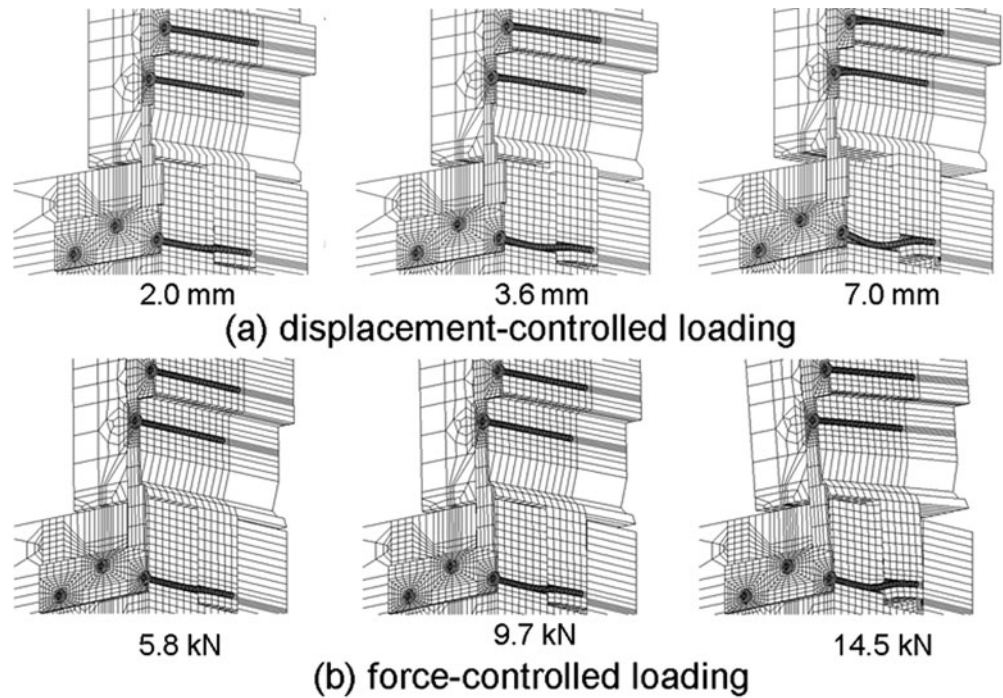 2.0 mm 3.6 mm 7.0 mm
(a) displacement-controlled loading
5.8 kN 9.7 kN 14.5 kN
(b) force-controlled loading